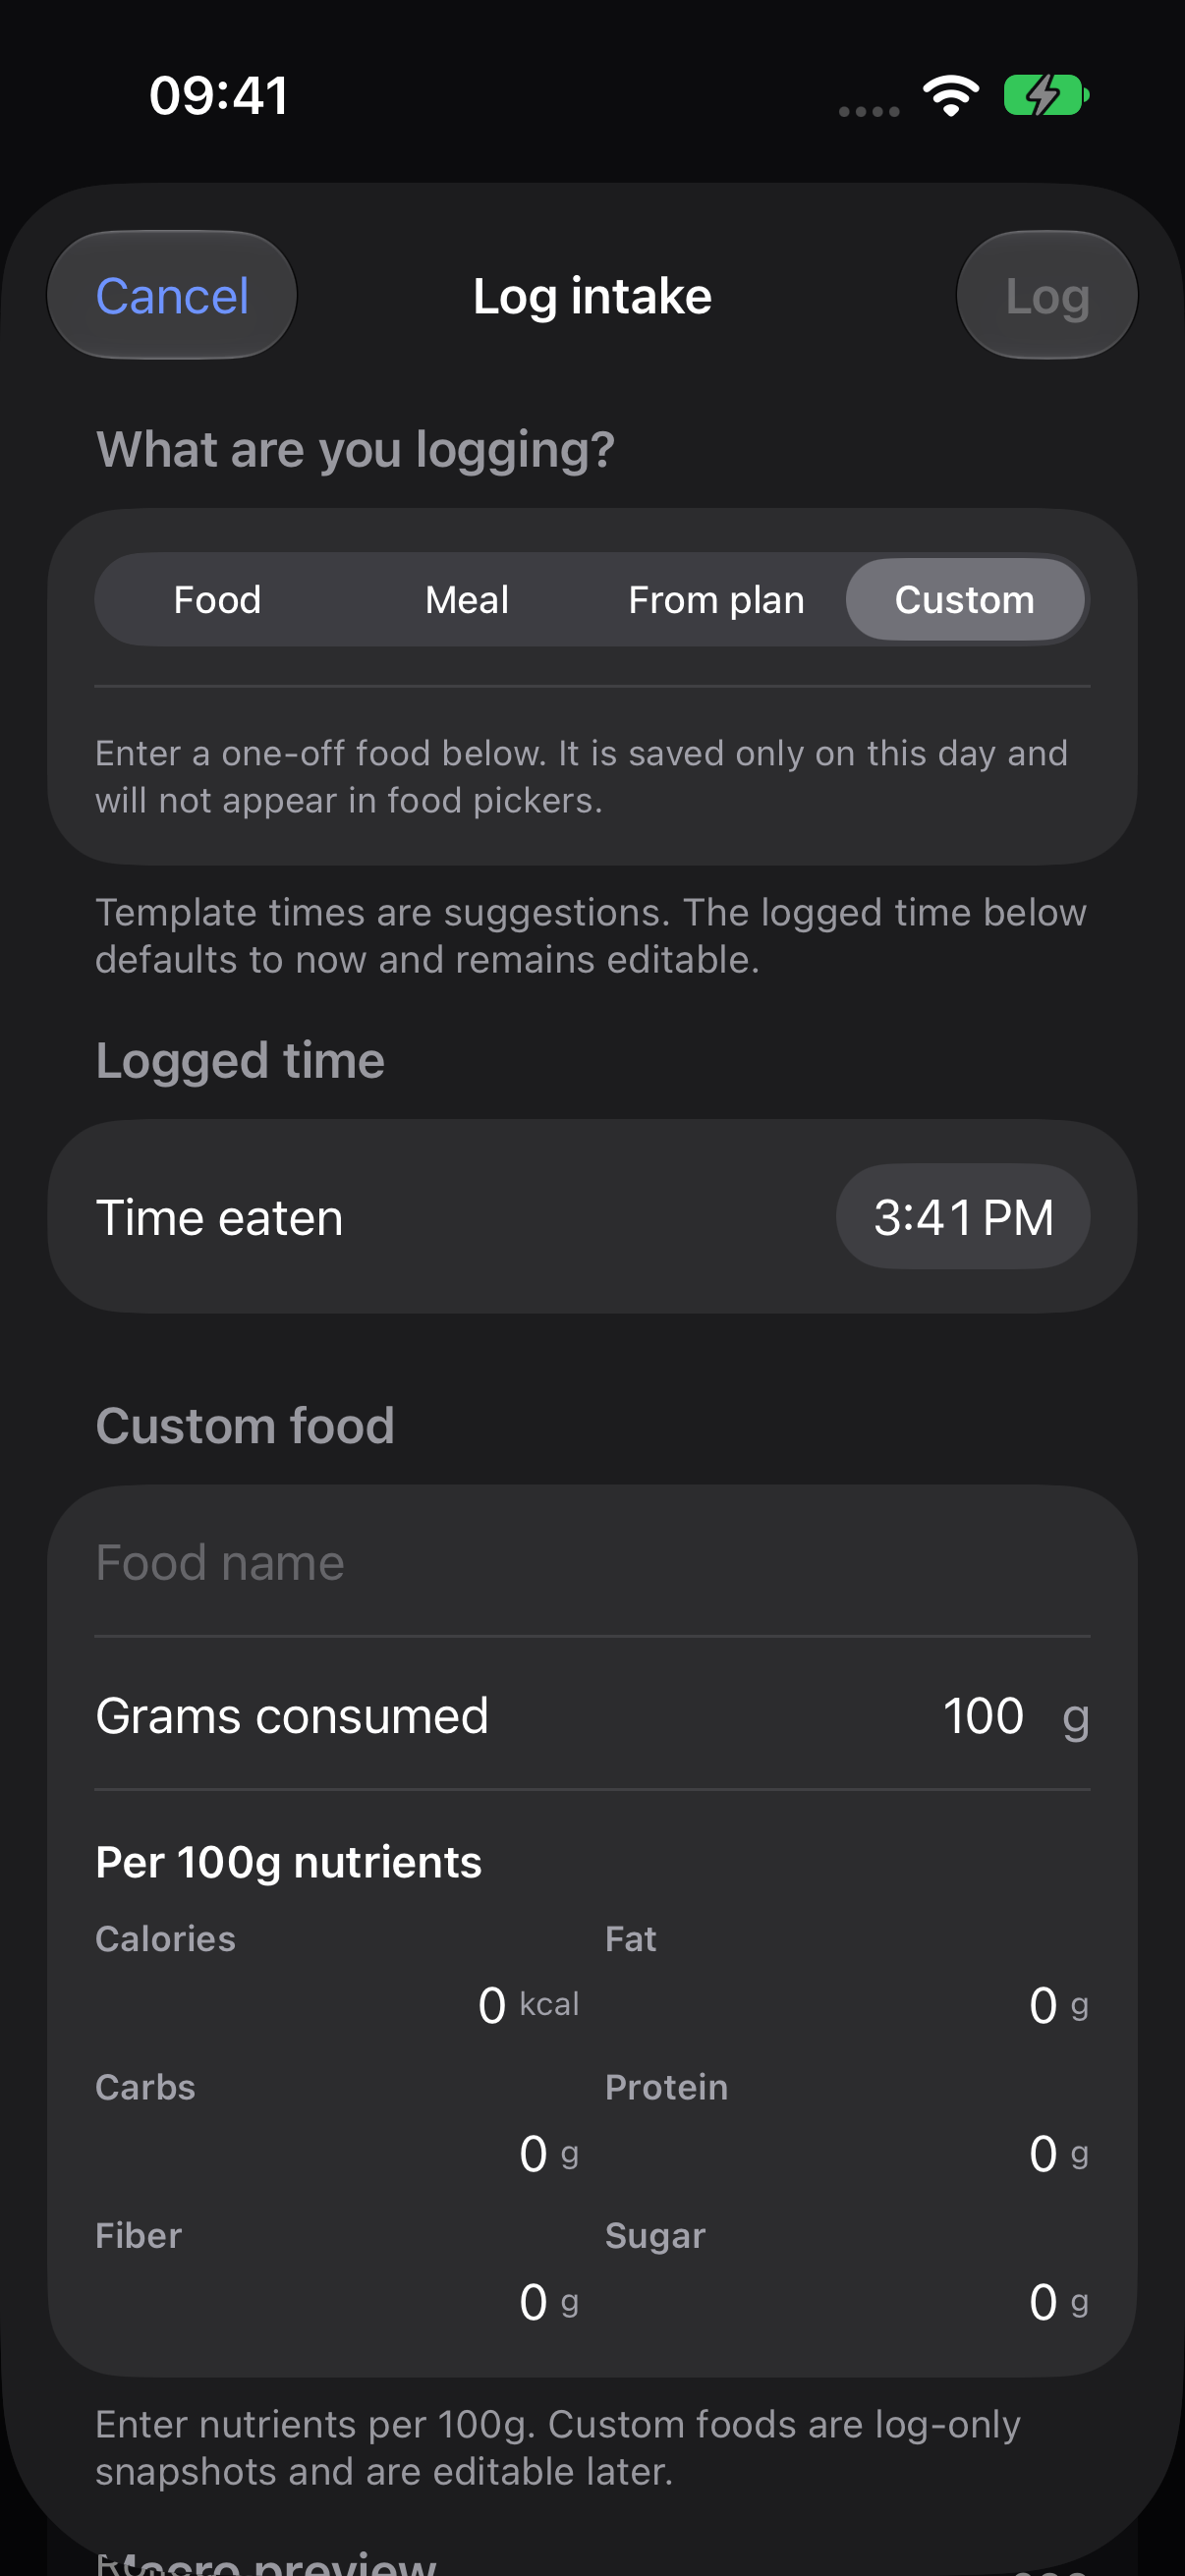 09:41
Cancel
Log intake
Log
What are you logging?
Food
Meal
From plan
Custom
Enter a one-off food below. It is saved only on this day and
will not appear in food pickers.
Template times are suggestions. The logged time below
defaults to now and remains editable.
Logged time
Time eaten
3:41 PM
Custom food
Food name
Grams consumed
100 g
Per 100g nutrients
Calories
Fat
0 kcal
0 g
Carbs
Protein
0 g
0 g
Fiber
Sugar
0 g
0 g
Enter nutrients per 100g. Custom foods are log-only
snapshots and are editable later.
Macro preview